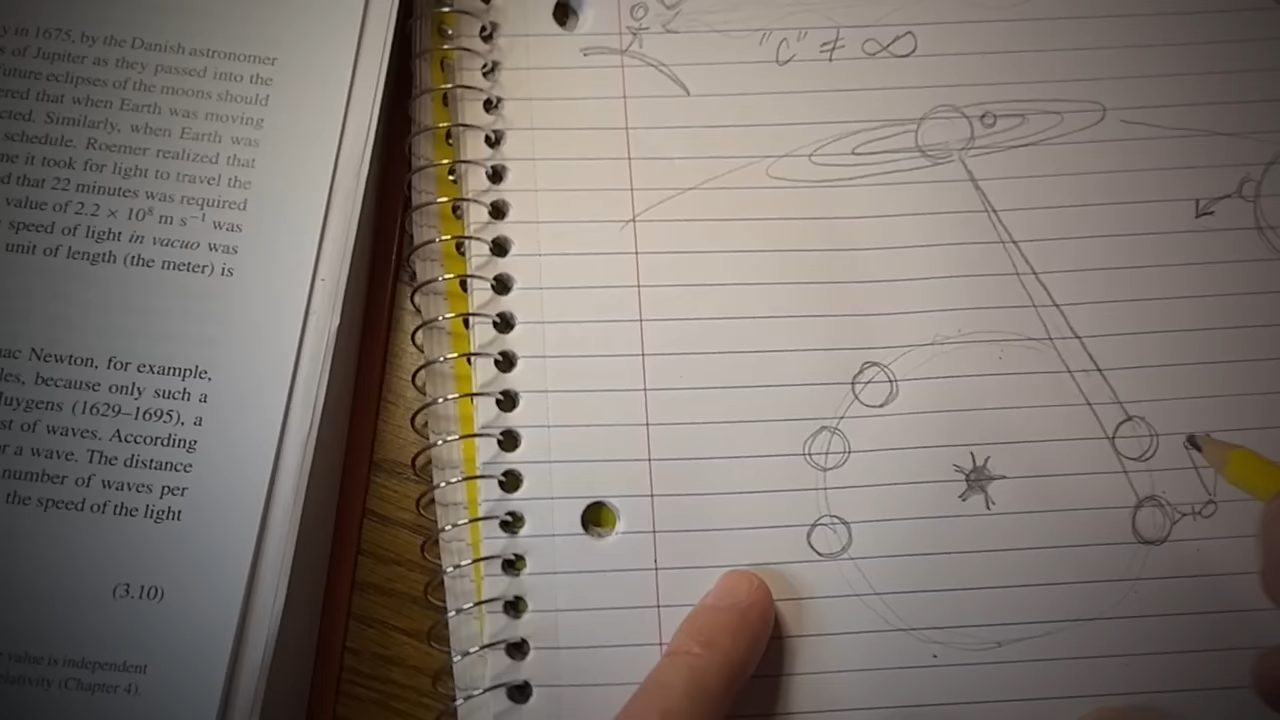 y in 1675, by the Danish astronomer
s of Jupiter as they passed into the
future eclipses of the moons should
ered that when Earth was moving
cted. Similarly, when Earth was
schedule. Roemer realized that
me it took for light to travel the
d that 22 minutes was required
value of 2.2 × 10⁸ m s⁻¹ was
speed of light in vacuo was
unit of length (the meter) is
aac Newton, for example,
les, because only such a
Huygens (1629–1695), a
st of waves. According
r a wave. The distance
number of waves per
the speed of the light
(3.10)
value is independent
elativity (Chapter 4).
"C" ≠ ∞